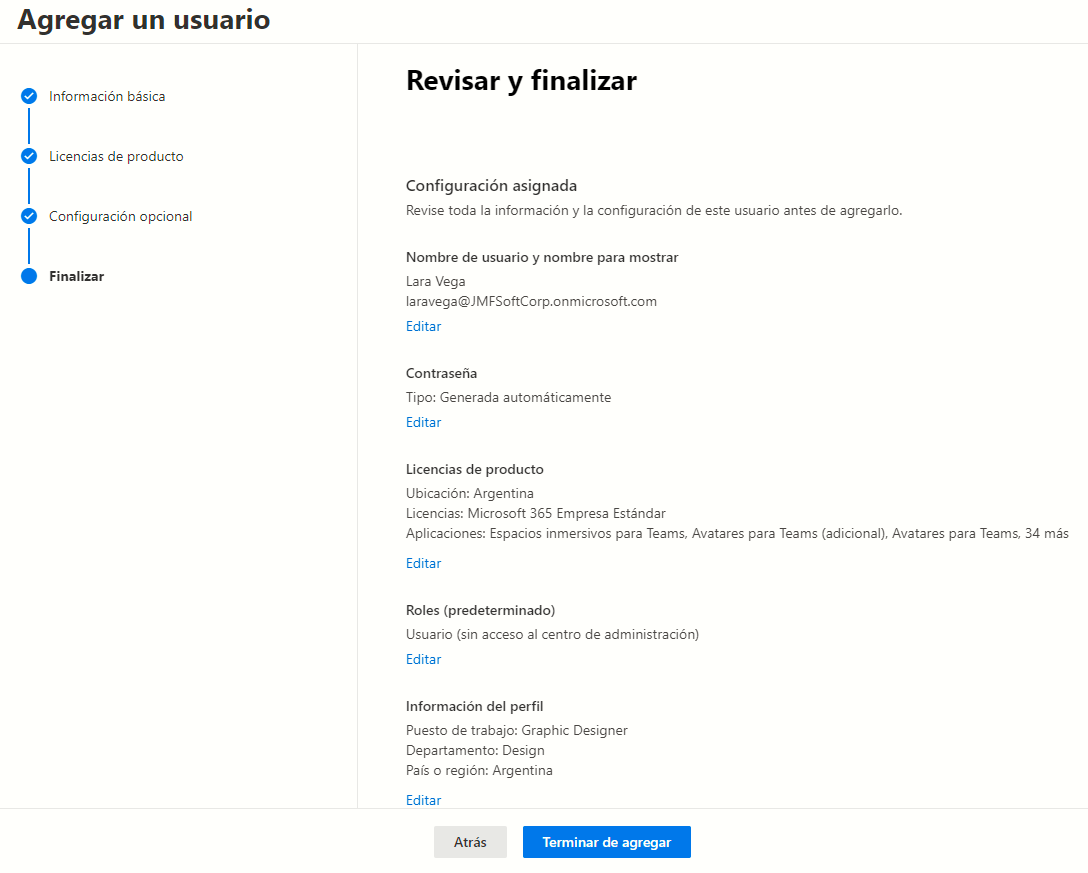 Agregar un usuario
Información básica
Licencias de producto
Configuración opcional
Finalizar
Revisar y finalizar
Configuración asignada
Revise toda la información y la configuración de este usuario antes de agregarlo.
Nombre de usuario y nombre para mostrar
Lara Vega
laravega@JMFSoftCorp.onmicrosoft.com
Editar
Contraseña
Tipo: Generada automáticamente
Editar
Licencias de producto
Ubicación: Argentina
Licencias: Microsoft 365 Empresa Estándar
Aplicaciones: Espacios inmersivos para Teams, Avatares para Teams (adicional), Avatares para Teams, 34 más
Editar
Roles (predeterminado)
Usuario (sin acceso al centro de administración)
Editar
Información del perfil
Puesto de trabajo: Graphic Designer
Departamento: Design
País o región: Argentina
Editar
Atrás
Terminar de agregar